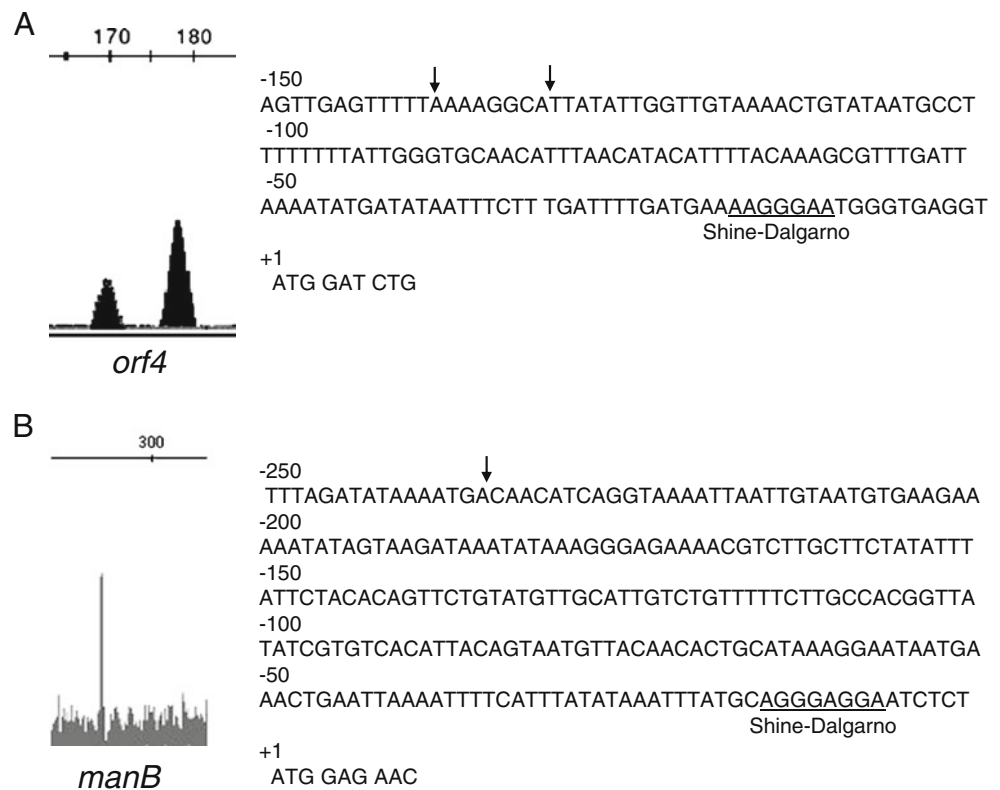 A
170 180
-150
AGTTGAGTTTTTAAAAGGCATTATATTGGTTGTAAAACTGTATAATGCCT
-100
TTTTTTTATTGGGTGCAACATTTAACATACATTTTACAAAGCGTTTGATT
-50
AAAATATGATATAATTTCTT TGATTTTGATGAAAAGGGAATGGGTGAGGT
Shine-Dalgarno
+1
ATG GAT CTG
orf4
B
300
-250
TTTAGATATAAAATGACAACATCAGGTAAAATTAATTGTAATGTGAAGAA
-200
AAATATAGTAAGATAAATATAAAGGGAGAAAACGTCTTGCTTCTATATTT
-150
ATTCTACACAGTTCTGTATGTTGCATTGTCTGTTTTTCTTGCCACGGTTA
-100
TATCGTGTCACATTACAGTAATGTTACAACACTGCATAAAGGAATAATGA
-50
AACTGAATTAAAATTTTCATTTATATAAATTTATGCAGGGAGGAATCTCT
Shine-Dalgarno
+1
ATG GAG AAC
manB